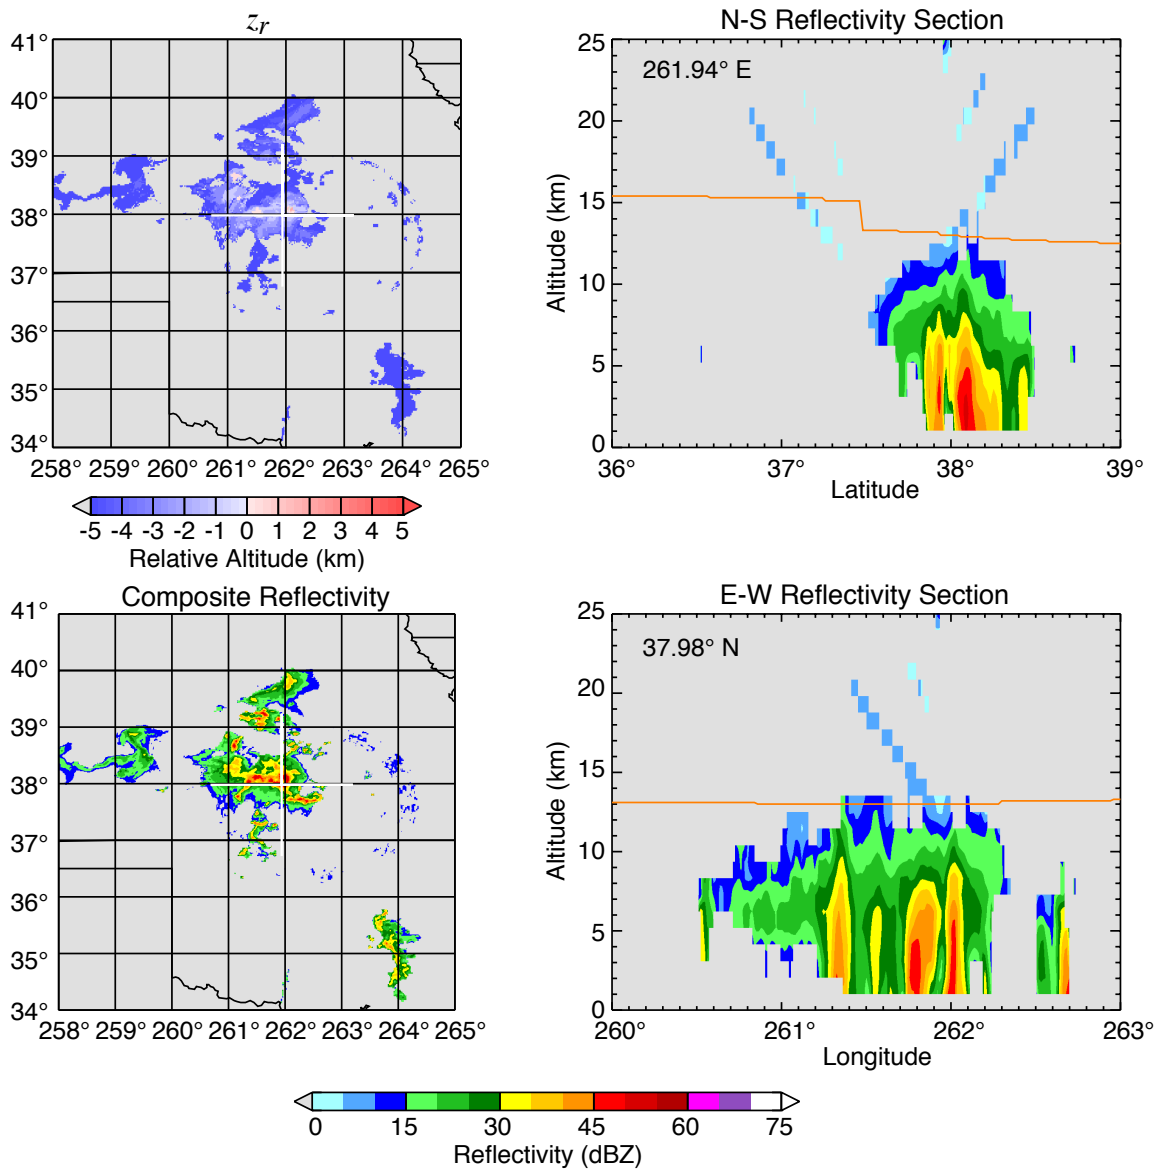 z_r
41°
40°
39°
38°
37°
36°
35°
34°
258° 259° 260° 261° 262° 263° 264° 265°
-5 -4 -3 -2 -1 0 1 2 3 4 5
Relative Altitude (km)
N-S Reflectivity Section
261.94° E
25
20
15
10
5
0
Altitude (km)
36° 37° 38° 39°
Latitude
Composite Reflectivity
41°
40°
39°
38°
37°
36°
35°
34°
258° 259° 260° 261° 262° 263° 264° 265°
E-W Reflectivity Section
37.98° N
25
20
15
10
5
0
Altitude (km)
260° 261° 262° 263°
Longitude
0 15 30 45 60 75
Reflectivity (dBZ)